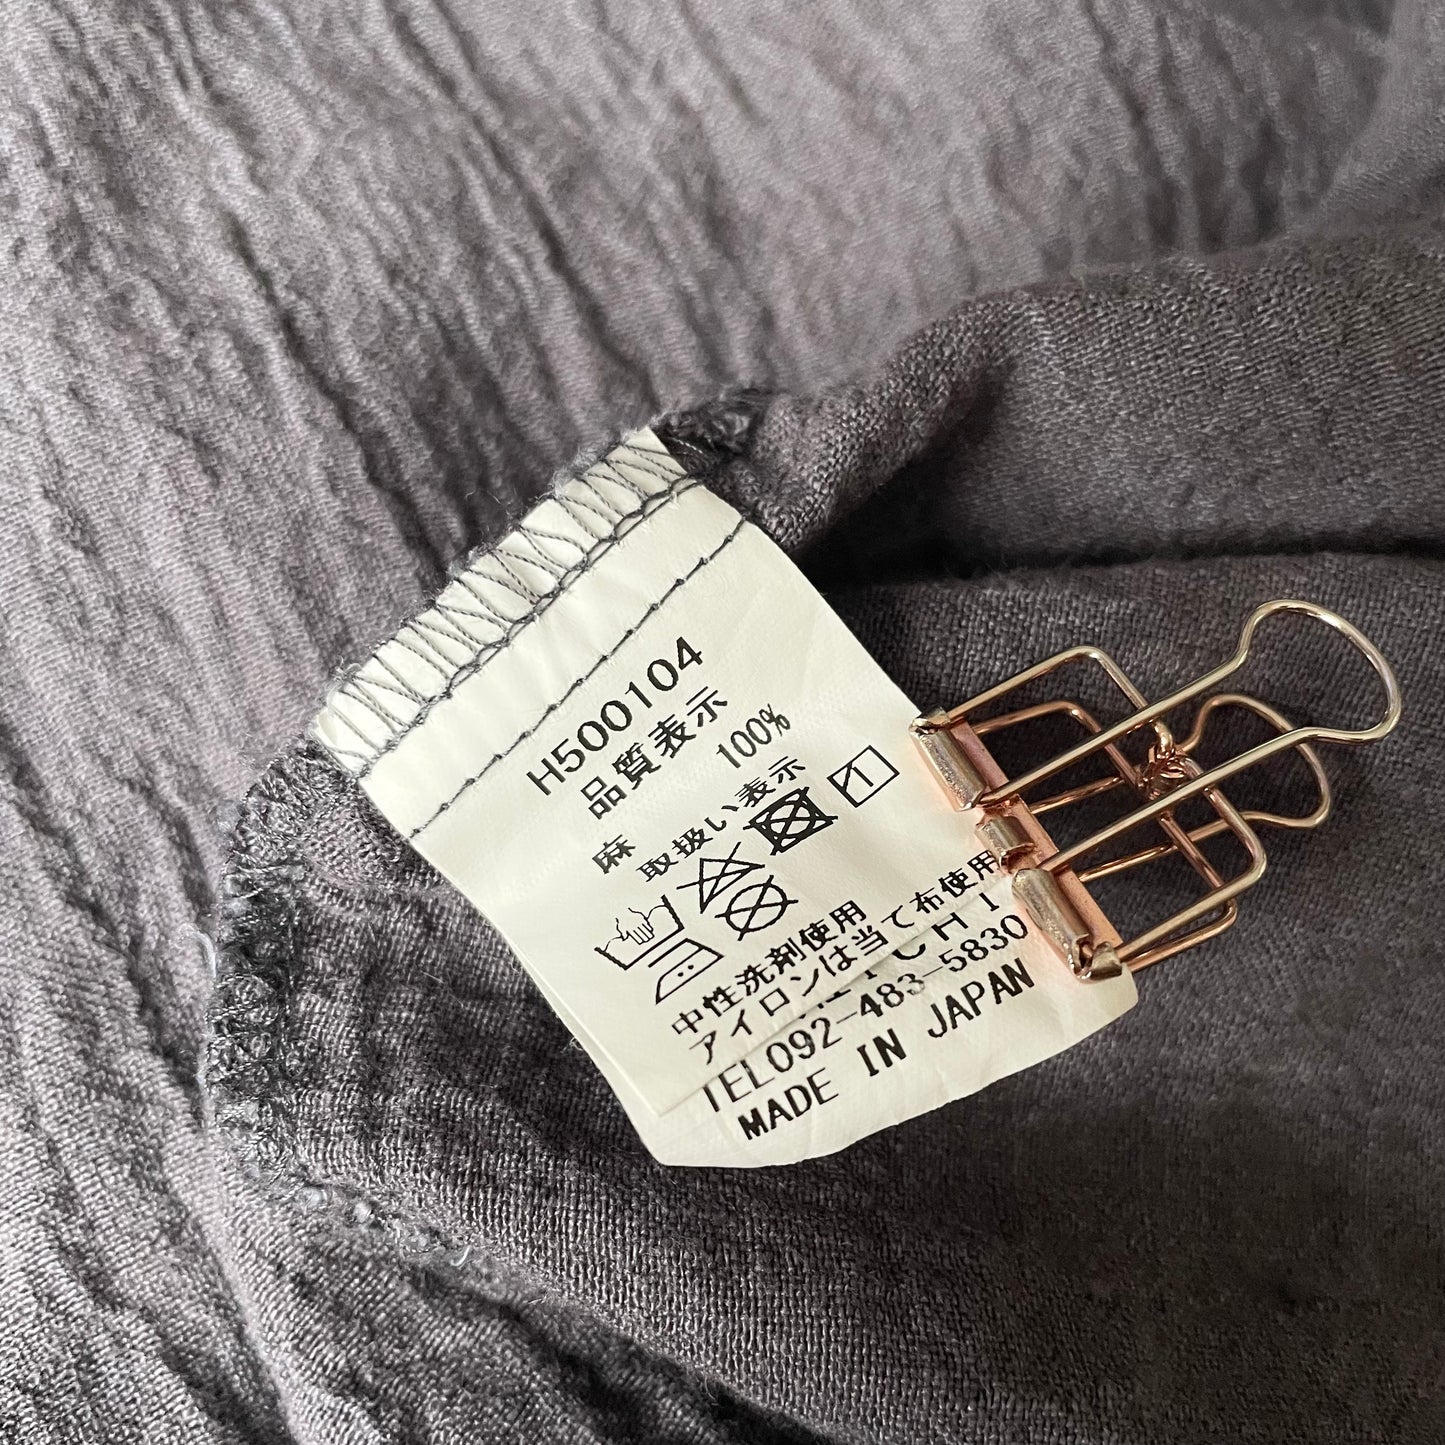 H500104
品質表示
麻 100%
取扱い表示
中性洗剤使用
アイロンは当て布使用
TEL092-483-5830
MADE IN JAPAN